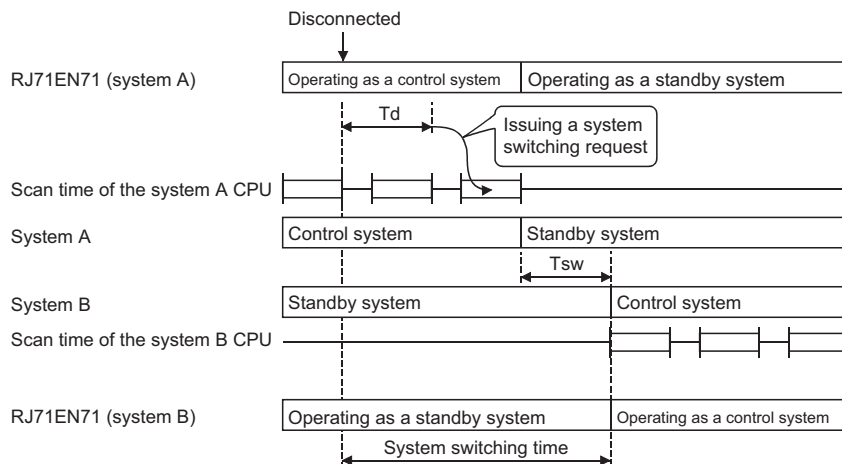 Disconnected
RJ71EN71 (system A)
Operating as a control system
Operating as a standby system
Td
Issuing a system
switching request
Scan time of the system A CPU
System A
Control system
Standby system
Tsw
System B
Standby system
Control system
Scan time of the system B CPU
RJ71EN71 (system B)
Operating as a standby system
Operating as a control system
System switching time